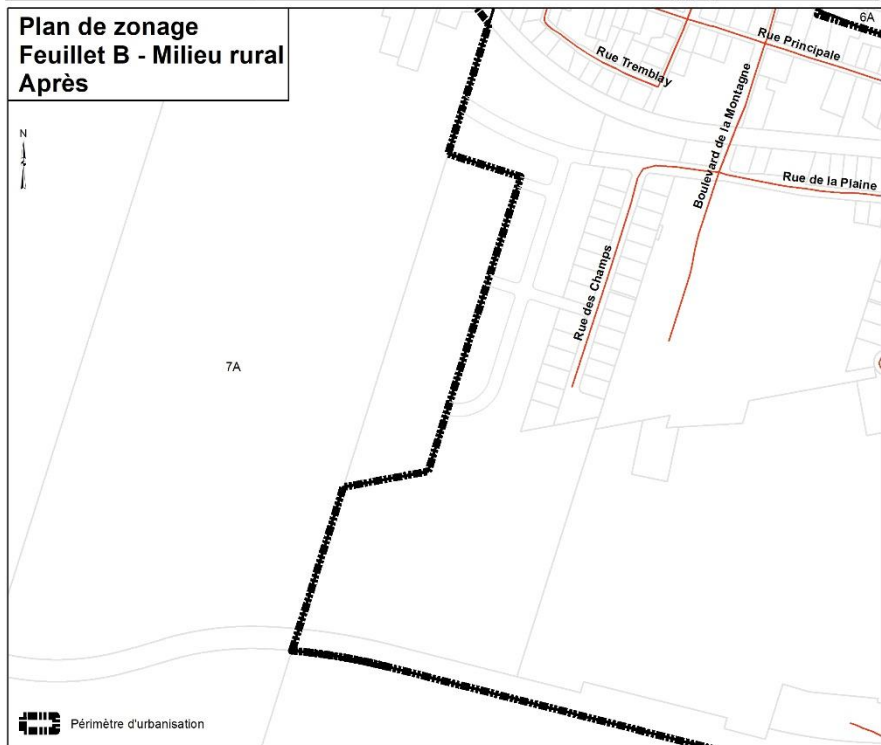 Plan de zonage
Feuillet B - Milieu rural
Après
N
6A
Rue Principale
Rue Tremblay
Boulevard de la Montagne
Rue de la Plaine
Rue des Champs
7A
Périmètre d'urbanisation